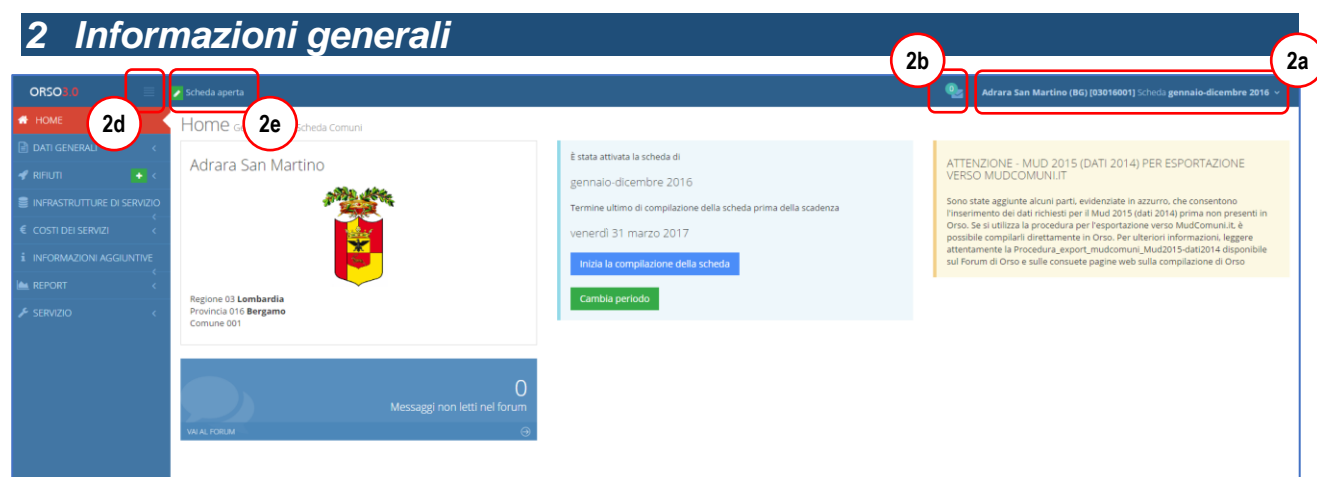 2 Informazioni generali
2b
2a
ORSO3.0
Scheda aperta
0
Adrara San Martino (BG) [03016001] Scheda gennaio-dicembre 2016
2d
2e
HOME
DATI GENERALI
RIFIUTI
INFRASTRUTTURE DI SERVIZIO
COSTI DEI SERVIZI
INFORMAZIONI AGGIUNTIVE
REPORT
SERVIZIO
Home Scheda Comuni
Adrara San Martino
Regione 03 Lombardia
Provincia 016 Bergamo
Comune 001
0
Messaggi non letti nel forum
VAI AL FORUM
È stata attivata la scheda di
gennaio-dicembre 2016
Termine ultimo di compilazione della scheda prima della scadenza
venerdì 31 marzo 2017
Inizia la compilazione della scheda
Cambia periodo
ATTENZIONE - MUD 2015 (DATI 2014) PER ESPORTAZIONE
VERSO MUDCOMUNI.IT
Sono state aggiunte alcuni parti, evidenziate in azzurro, che consentono
l'inserimento dei dati richiesti per il Mud 2015 (dati 2014) prima non presenti in
Orso. Se si utilizza la procedura per l'esportazione verso MudComuni.it, è
possibile compilarli direttamente in Orso. Per ulteriori informazioni, leggere
attentamente la Procedura_export_mudcomuni_Mud2015-dati2014 disponibile
sul Forum di Orso e sulle consuete pagine web sulla compilazione di Orso